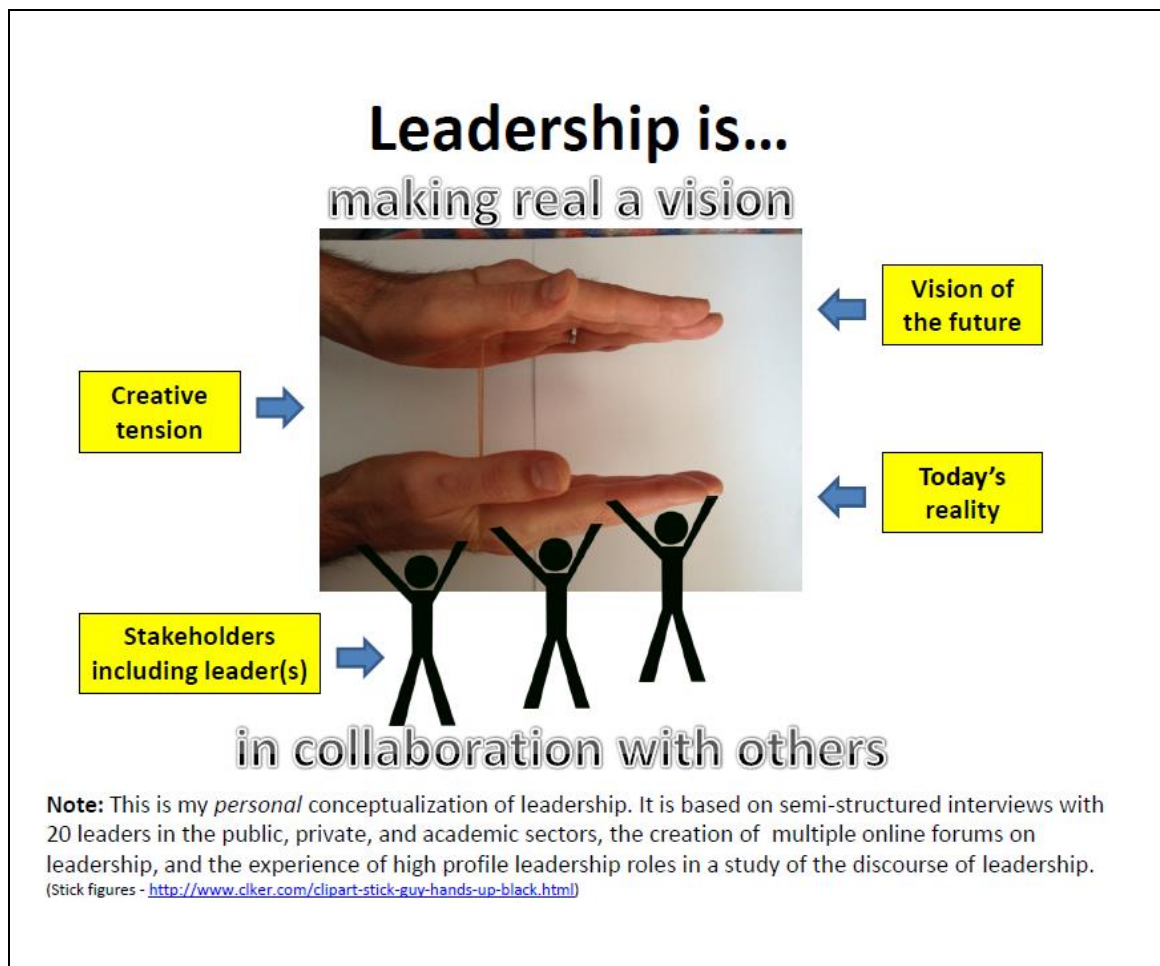 Leadership is...
making real a vision
Vision of
the future
Creative
tension
Today's
reality
Stakeholders
including leader(s)
in collaboration with others
Note: This is my personal conceptualization of leadership. It is based on semi-structured interviews with
20 leaders in the public, private, and academic sectors, the creation of multiple online forums on
leadership, and the experience of high profile leadership roles in a study of the discourse of leadership.
(Stick figures - http://www.clker.com/clipart-stick-guy-hands-up-black.html)